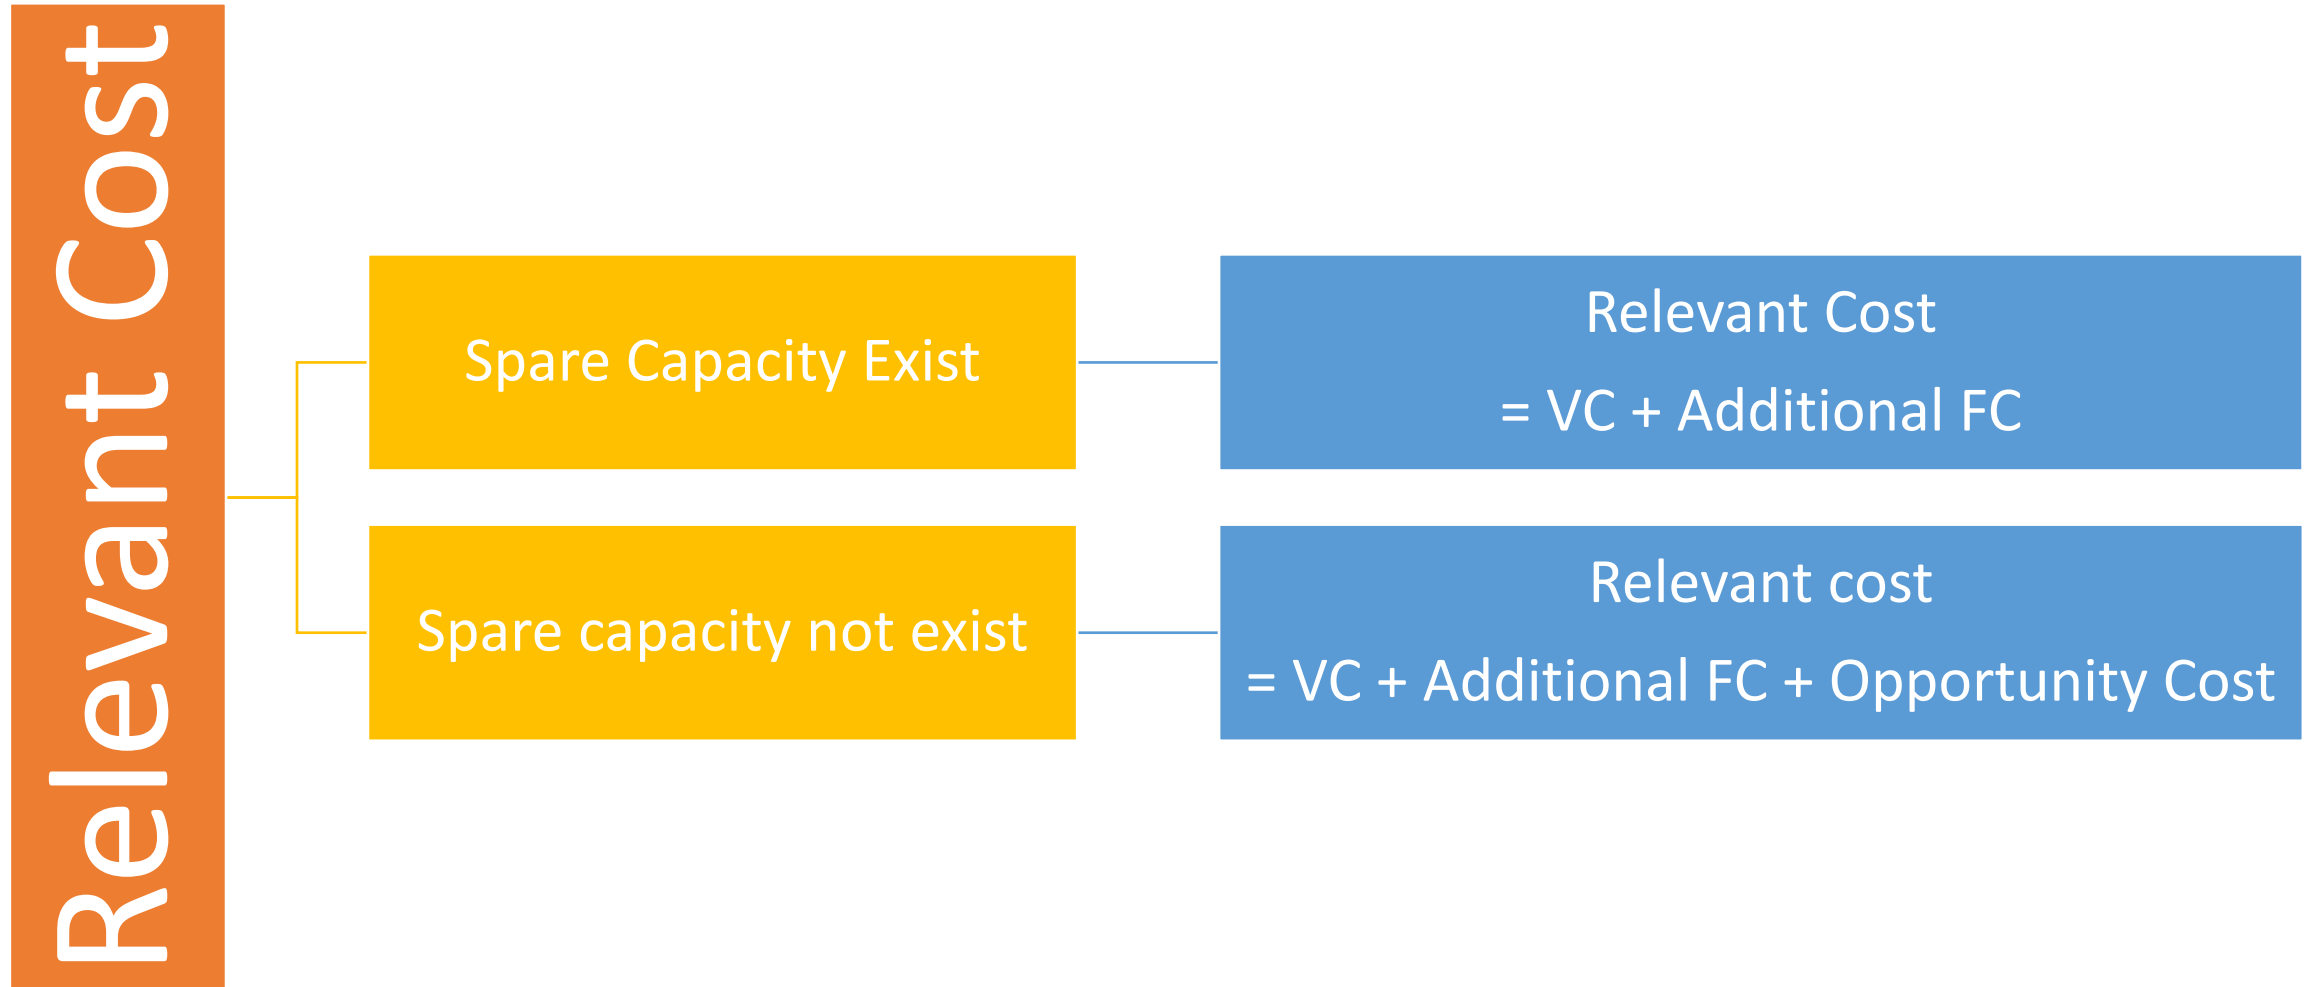 Relevant Cost
Spare Capacity Exist
Relevant Cost
= VC + Additional FC
Spare capacity not exist
Relevant cost
= VC + Additional FC + Opportunity Cost